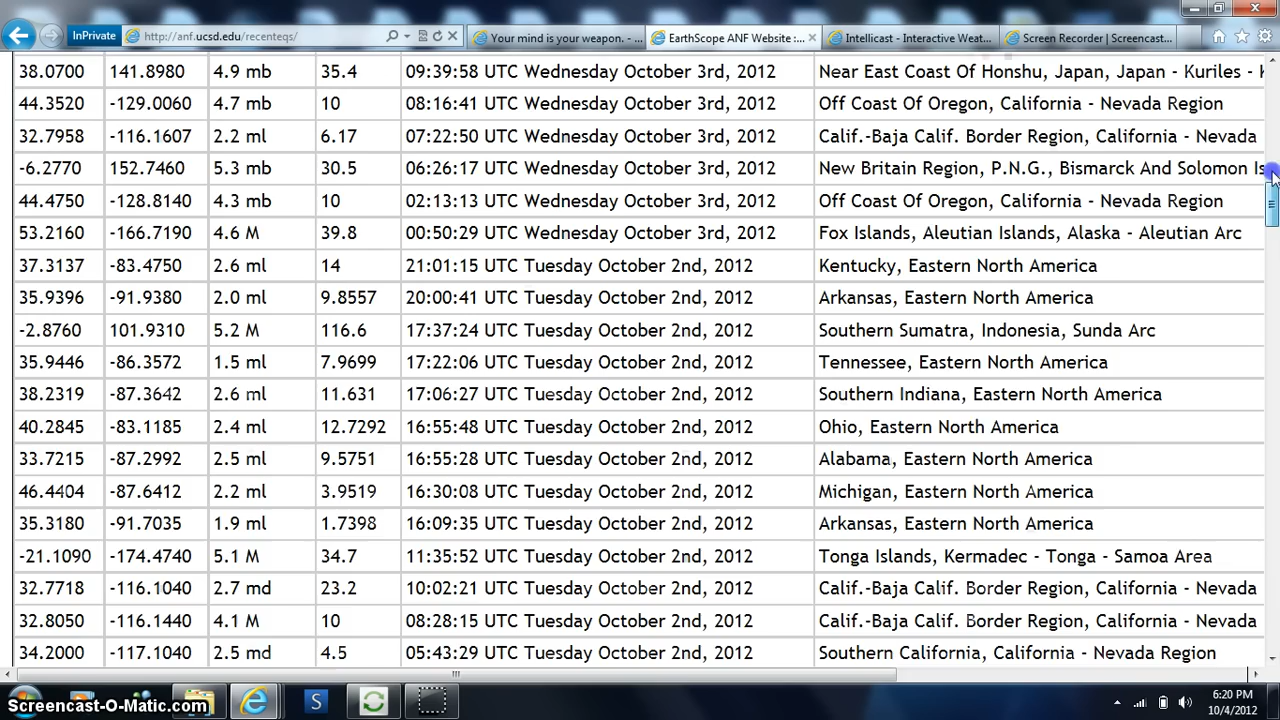 InPrivate
http://anf.ucsd.edu/recenteqs/
Your mind is your weapon. - ...
EarthScope ANF Website :...
Intellicast - Interactive Weat...
Screen Recorder | Screencast...
38.0700 141.8980 4.9 mb 35.4 09:39:58 UTC Wednesday October 3rd, 2012 Near East Coast Of Honshu, Japan, Japan - Kuriles -
44.3520 -129.0060 4.7 mb 10 08:16:41 UTC Wednesday October 3rd, 2012 Off Coast Of Oregon, California - Nevada Region
32.7958 -116.1607 2.2 ml 6.17 07:22:50 UTC Wednesday October 3rd, 2012 Calif.-Baja Calif. Border Region, California - Nevada
-6.2770 152.7460 5.3 mb 30.5 06:26:17 UTC Wednesday October 3rd, 2012 New Britain Region, P.N.G., Bismarck And Solomon Is
44.4750 -128.8140 4.3 mb 10 02:13:13 UTC Wednesday October 3rd, 2012 Off Coast Of Oregon, California - Nevada Region
53.2160 -166.7190 4.6 M 39.8 00:50:29 UTC Wednesday October 3rd, 2012 Fox Islands, Aleutian Islands, Alaska - Aleutian Arc
37.3137 -83.4750 2.6 ml 14 21:01:15 UTC Tuesday October 2nd, 2012 Kentucky, Eastern North America
35.9396 -91.9380 2.0 ml 9.8557 20:00:41 UTC Tuesday October 2nd, 2012 Arkansas, Eastern North America
-2.8760 101.9310 5.2 M 116.6 17:37:24 UTC Tuesday October 2nd, 2012 Southern Sumatra, Indonesia, Sunda Arc
35.9446 -86.3572 1.5 ml 7.9699 17:22:06 UTC Tuesday October 2nd, 2012 Tennessee, Eastern North America
38.2319 -87.3642 2.6 ml 11.631 17:06:27 UTC Tuesday October 2nd, 2012 Southern Indiana, Eastern North America
40.2845 -83.1185 2.4 ml 12.7292 16:55:48 UTC Tuesday October 2nd, 2012 Ohio, Eastern North America
33.7215 -87.2992 2.5 ml 9.5751 16:55:28 UTC Tuesday October 2nd, 2012 Alabama, Eastern North America
46.4404 -87.6412 2.2 ml 3.9519 16:30:08 UTC Tuesday October 2nd, 2012 Michigan, Eastern North America
35.3180 -91.7035 1.9 ml 1.7398 16:09:35 UTC Tuesday October 2nd, 2012 Arkansas, Eastern North America
-21.1090 -174.4740 5.1 M 34.7 11:35:52 UTC Tuesday October 2nd, 2012 Tonga Islands, Kermadec - Tonga - Samoa Area
32.7718 -116.1040 2.7 md 23.2 10:02:21 UTC Tuesday October 2nd, 2012 Calif.-Baja Calif. Border Region, California - Nevada
32.8050 -116.1440 4.1 M 10 08:28:15 UTC Tuesday October 2nd, 2012 Calif.-Baja Calif. Border Region, California - Nevada
34.2000 -117.1040 2.5 md 4.5 05:43:29 UTC Tuesday October 2nd, 2012 Southern California, California - Nevada Region
S
6:20 PM
Screencast-O-Matic.com
10/4/2012